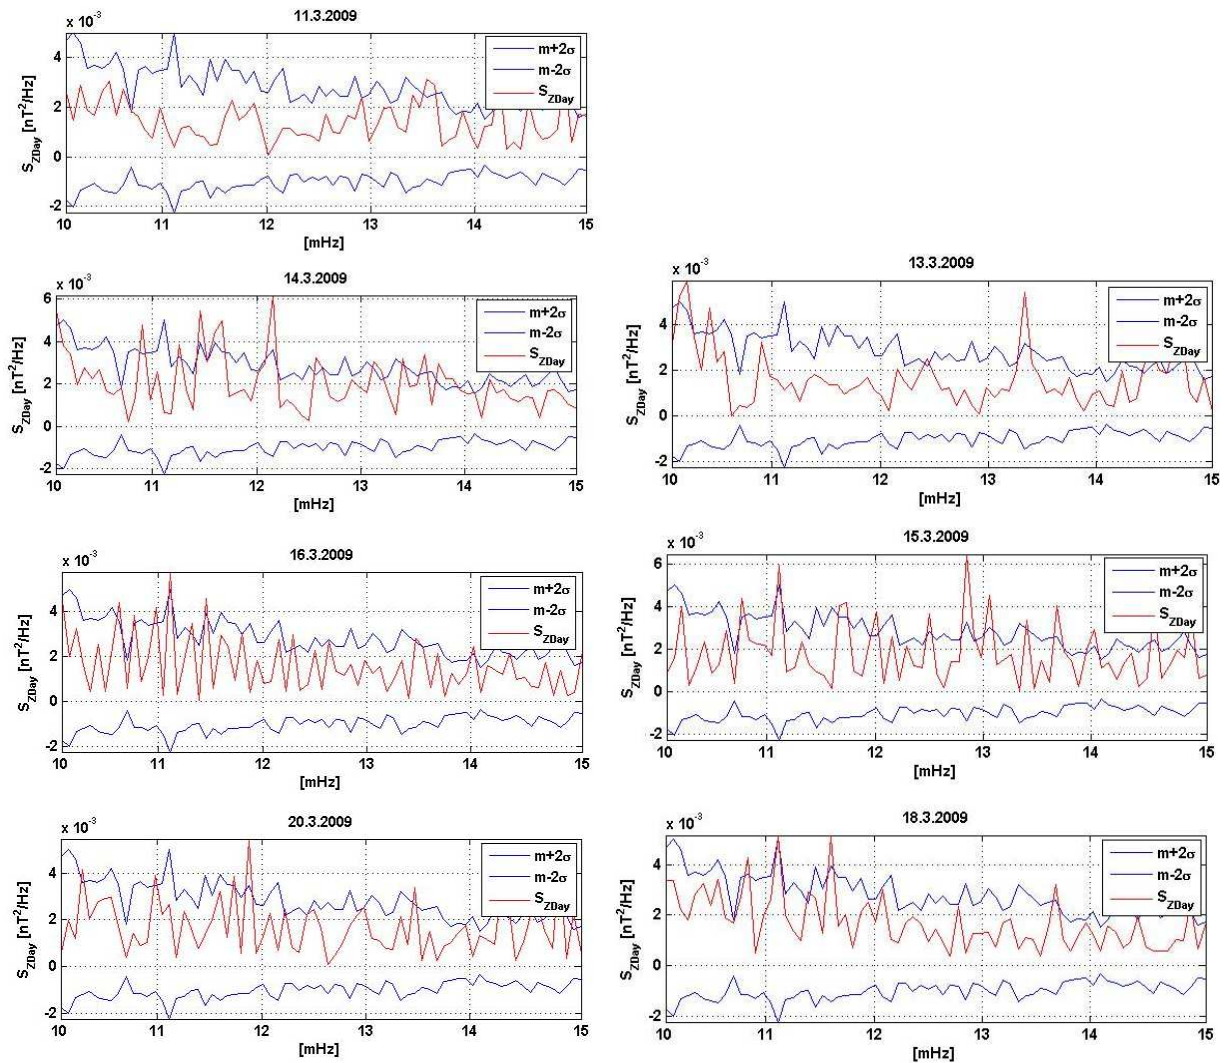 11.3.2009
x 10⁻³
4
2
0
-2
S_ZDay [nT²/Hz]
m+2σ
m-2σ
S_ZDay
10 11 12 13 14 15
[mHz]
14.3.2009
x 10⁻³
6
4
2
0
-2
S_ZDay [nT²/Hz]
m+2σ
m-2σ
S_ZDay
10 11 12 13 14 15
[mHz]
13.3.2009
x 10⁻³
4
2
0
-2
S_ZDay [nT²/Hz]
m+2σ
m-2σ
S_ZDay
10 11 12 13 14 15
[mHz]
16.3.2009
x 10⁻³
4
2
0
-2
S_ZDay [nT²/Hz]
m+2σ
m-2σ
S_ZDay
10 11 12 13 14 15
[mHz]
15.3.2009
x 10⁻³
6
4
2
0
-2
S_ZDay [nT²/Hz]
m+2σ
m-2σ
S_ZDay
10 11 12 13 14 15
[mHz]
20.3.2009
x 10⁻³
4
2
0
-2
S_ZDay [nT²/Hz]
m+2σ
m-2σ
S_ZDay
10 11 12 13 14 15
[mHz]
18.3.2009
x 10⁻³
4
2
0
-2
S_ZDay [nT²/Hz]
m+2σ
m-2σ
S_ZDay
10 11 12 13 14 15
[mHz]